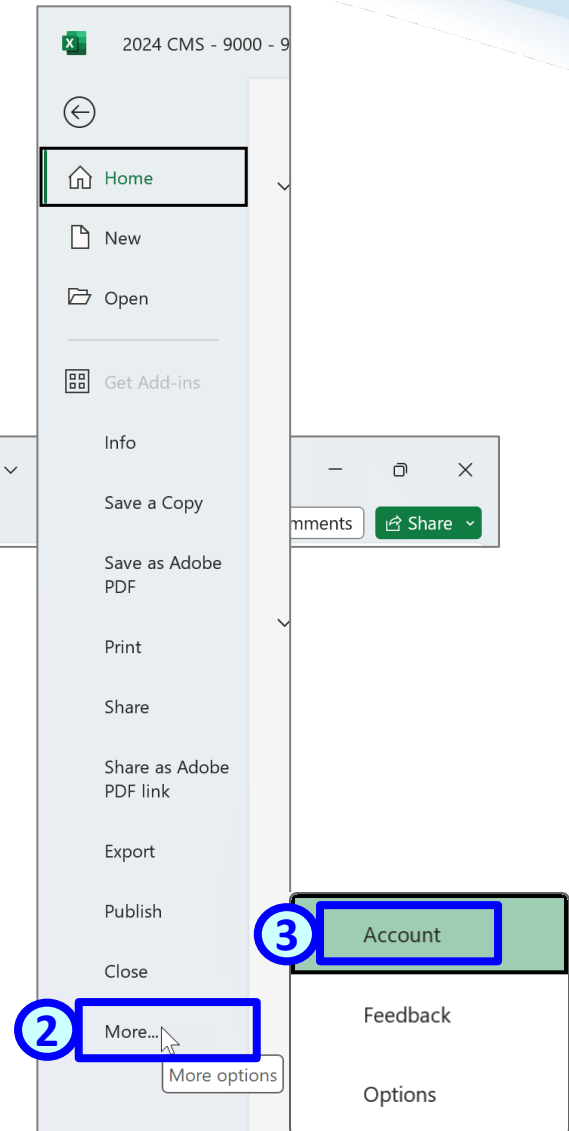 2024 CMS - 9000 - 9
Home
New
Open
Get Add-ins
Info
Save a Copy
mments
Share
Save as Adobe
PDF
Print
Share
Share as Adobe
PDF link
Export
Publish
3
Account
Close
Feedback
2
More...
More options
Options